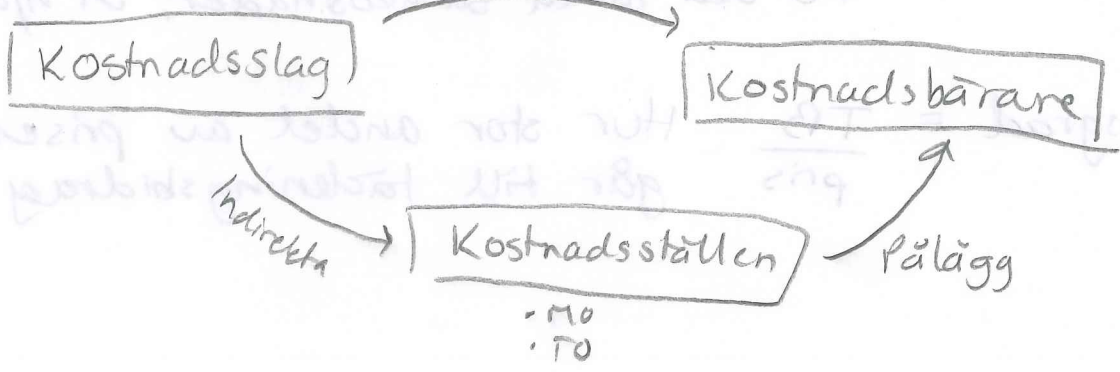 Kostnadsslag
Kostnadsbärare
Indirekta
Kostnadsställen
Pålägg
· MO
· TO